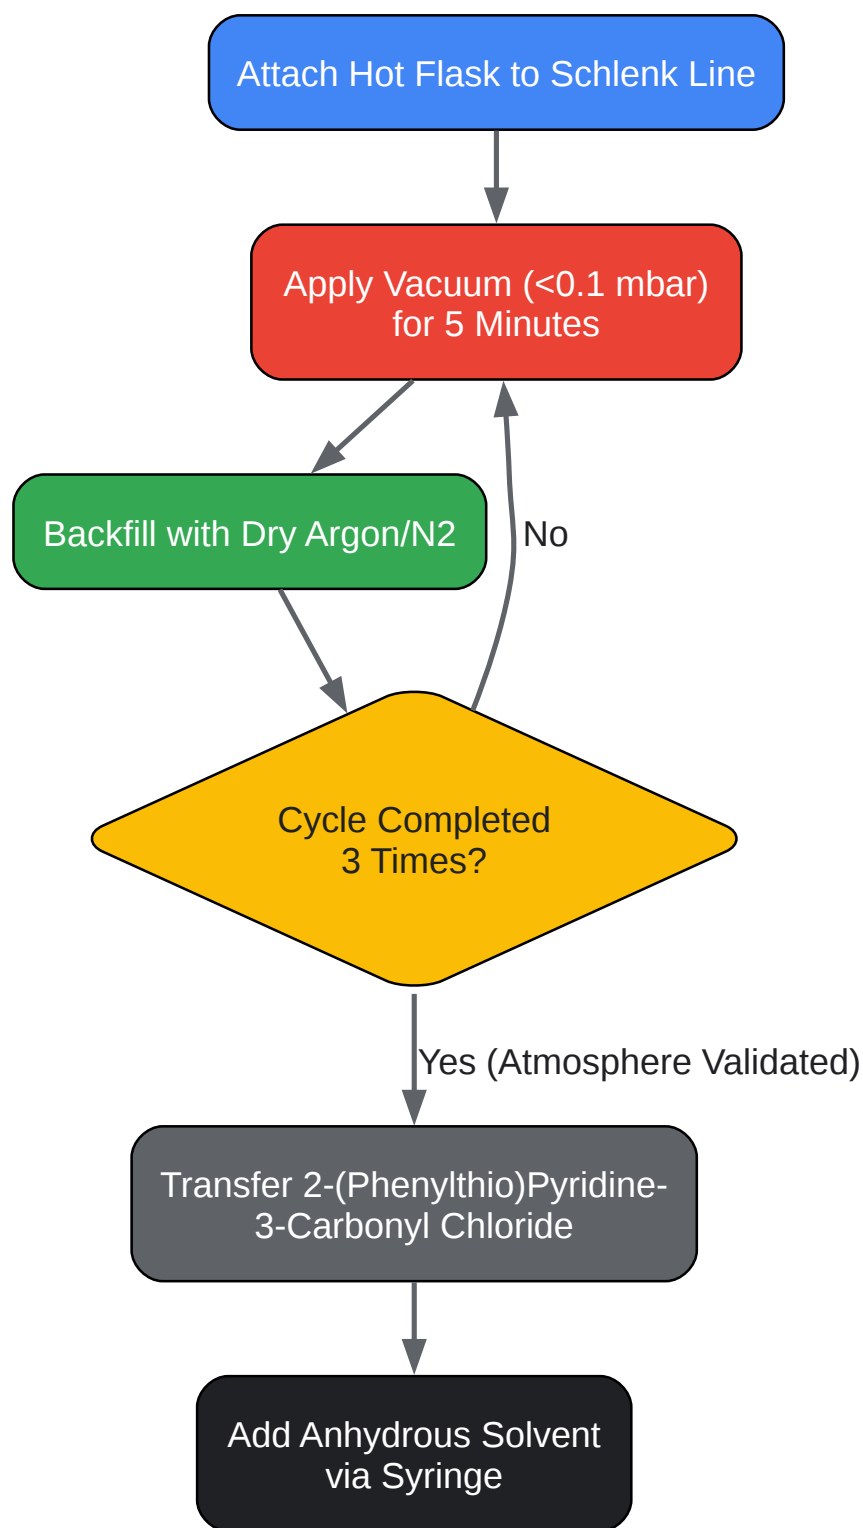 Attach Hot Flask to Schlenk Line
Apply Vacuum (<0.1 mbar)
for 5 Minutes
Backfill with Dry Argon/N2
No
Cycle Completed
3 Times?
Yes (Atmosphere Validated)
Transfer 2-(Phenylthio)Pyridine-
3-Carbonyl Chloride
Add Anhydrous Solvent
via Syringe